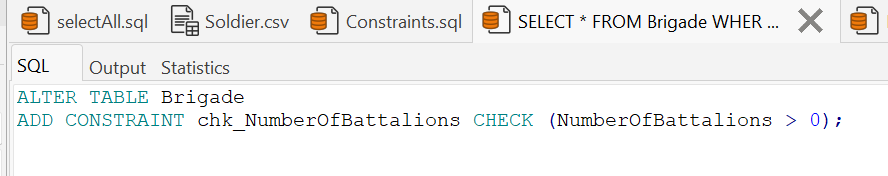 selectAll.sql Soldier.csv Constraints.sql SELECT * FROM Brigade WHER ...
SQL Output Statistics
ALTER TABLE Brigade
ADD CONSTRAINT chk_NumberOfBattalions CHECK (NumberOfBattalions > 0);